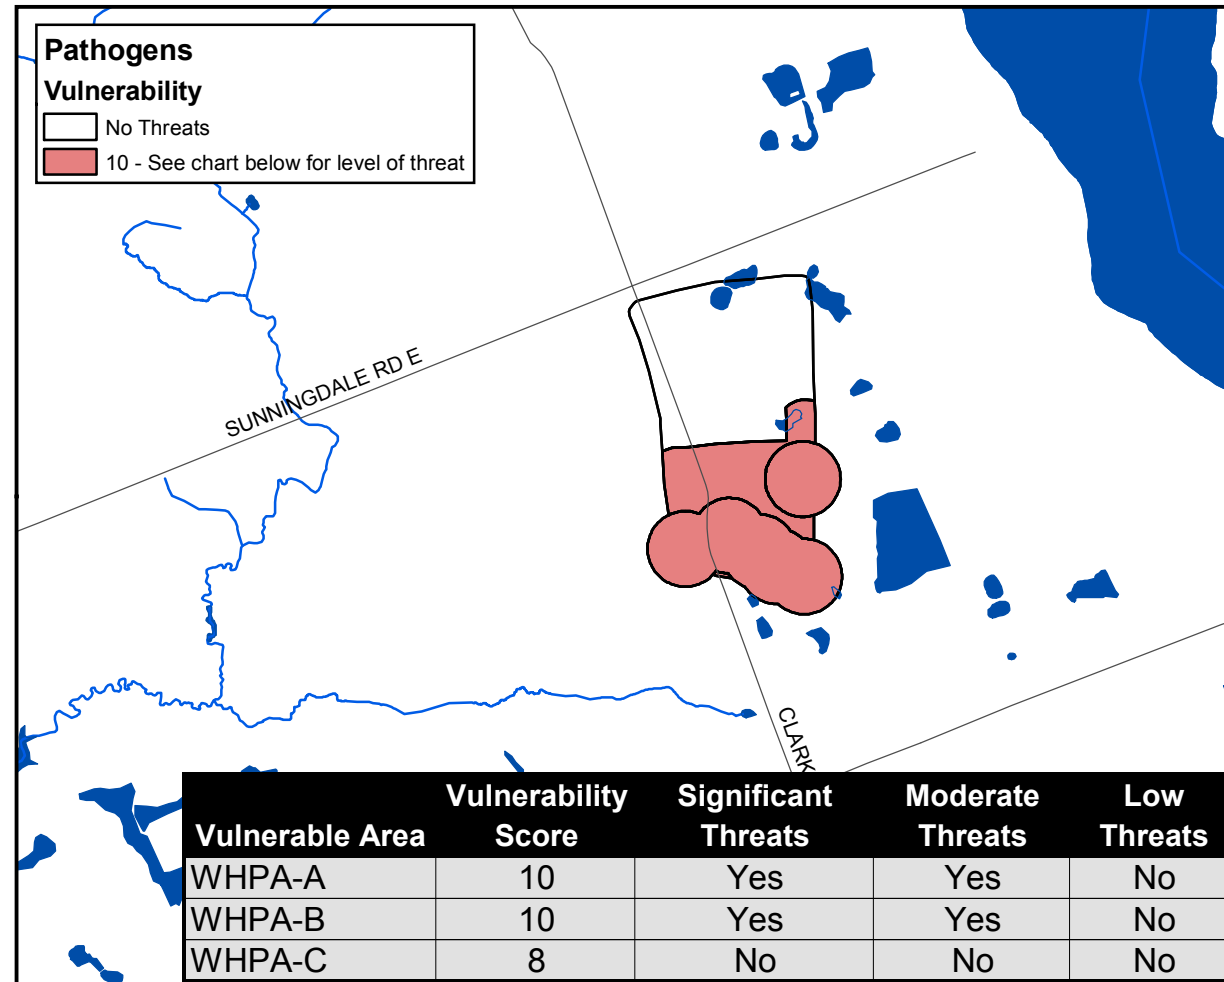 Pathogens
Vulnerability
No Threats
10 - See chart below for level of threat
SUNNINGDALE RD E
CLARK
Vulnerable Area Vulnerability Score Significant Threats Moderate Threats Low Threats
WHPA-A 10 Yes Yes No
WHPA-B 10 Yes Yes No
WHPA-C 8 No No No